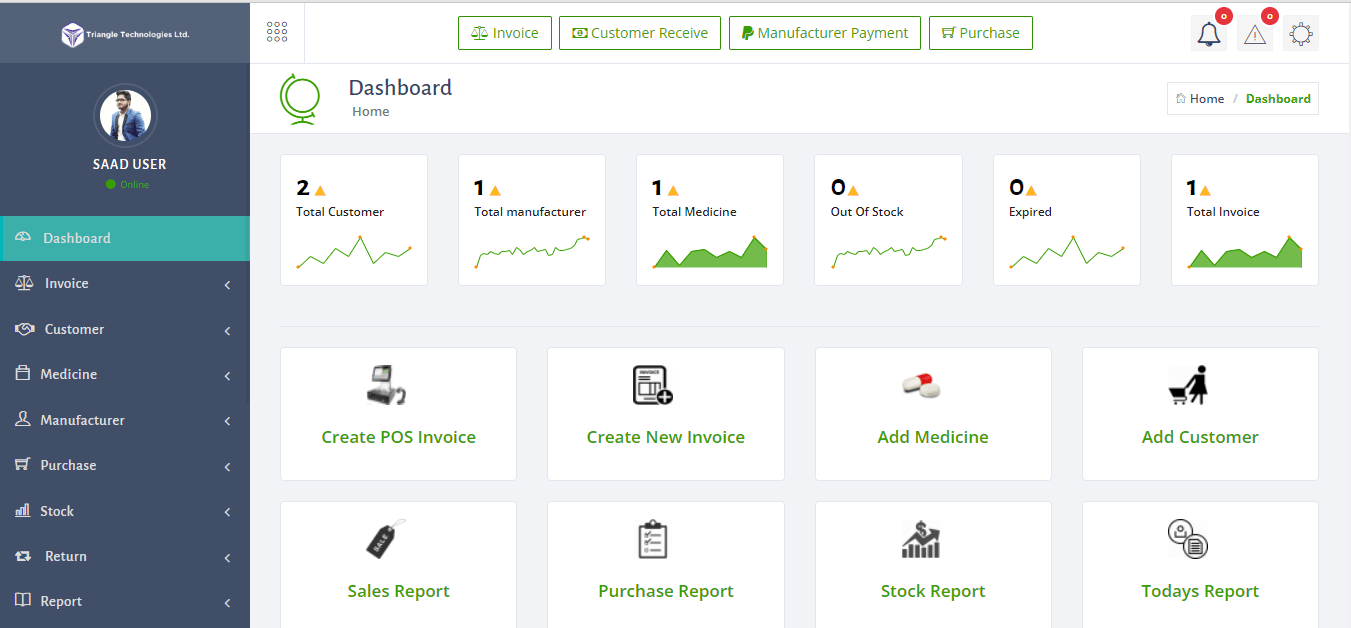 Triangle Technologies Ltd.
SAAD USER
Online
Dashboard
Invoice
Customer
Medicine
Manufacturer
Purchase
Stock
Return
Report
Invoice
Customer Receive
Manufacturer Payment
Purchase
0
0
Dashboard
Home
Home / Dashboard
2
Total Customer
1
Total manufacturer
1
Total Medicine
0
Out Of Stock
0
Expired
1
Total Invoice
Create POS Invoice
INVOICE
Create New Invoice
Add Medicine
Add Customer
SALE
Sales Report
Purchase Report
$
Stock Report
Todays Report